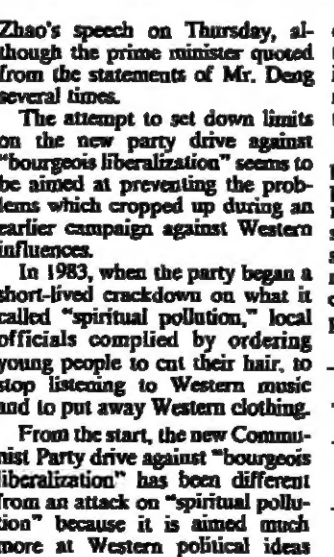 Zhao's speech on Thursday, al-
though the prime minister quoted
from the statements of Mr. Deng
several times.
The attempt to set down limits
on the new party drive against
"bourgeois liberalization" seems to
be aimed at preventing the prob-
lems which cropped up during an
earlier campaign against Western
influences.
In 1983, when the party began a
short-lived crackdown on what it
called "spiritual pollution," local
officials complied by ordering
young people to cut their hair, to
stop listening to Western music
and to put away Western clothing.
From the start, the new Commu-
nist Party drive against "bourgeois
liberalization" has been different
from an attack on "spiritual pollu-
tion" because it is aimed much
more at Western political ideas